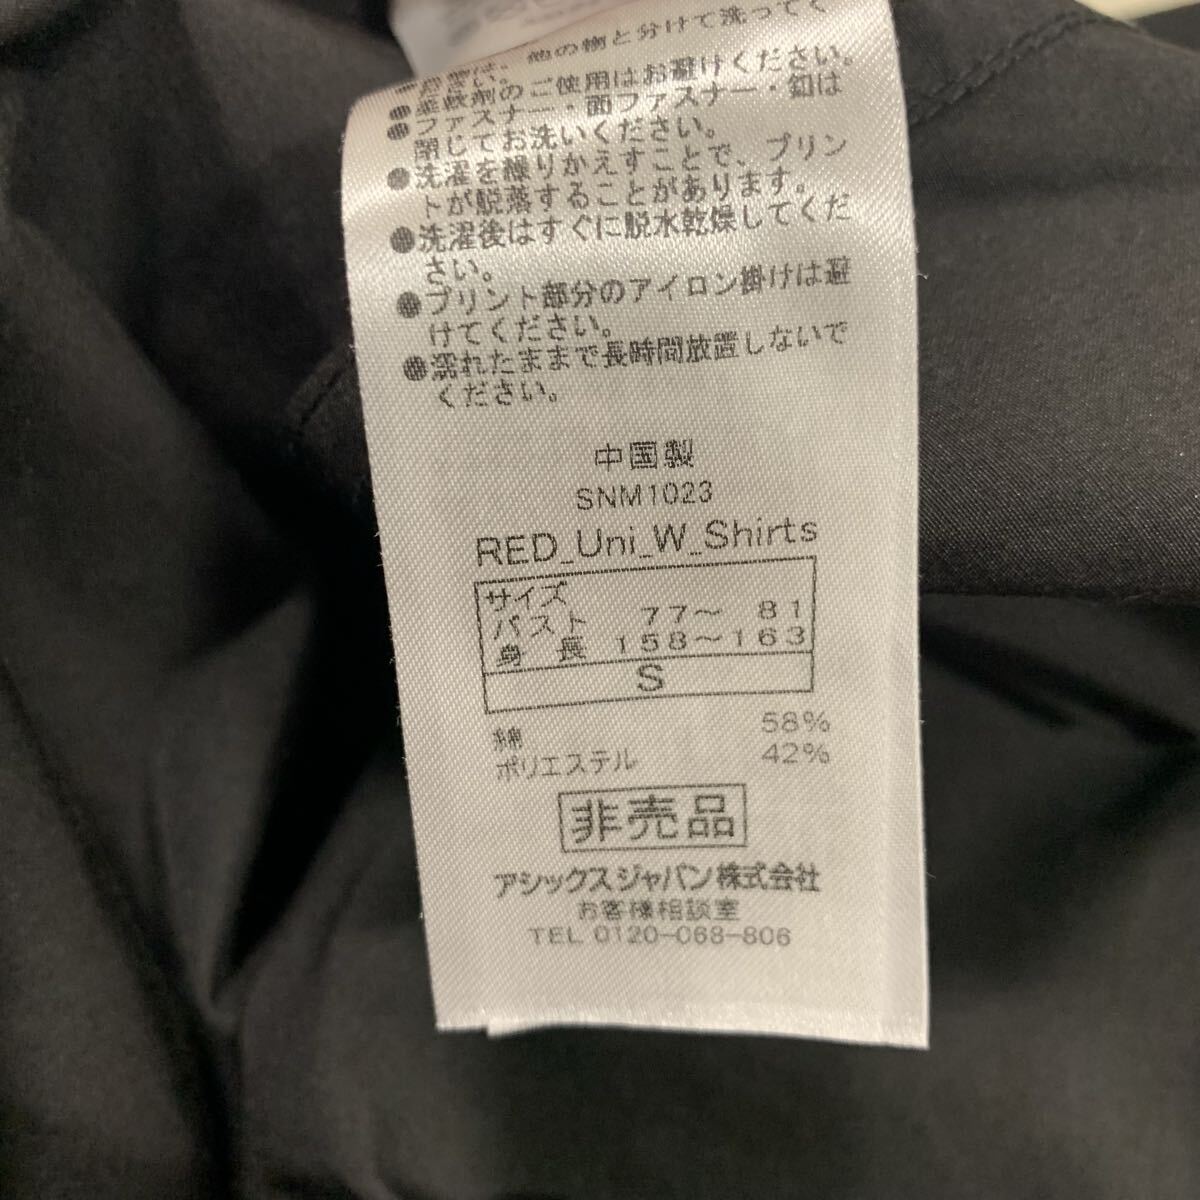 他の物と分けて洗ってく
ださい。
●柔軟剤のご使用はお避けください。
●ファスナー・面ファスナー・釦は
閉じてお洗いください。
●洗濯を繰りかえすことで、プリン
トが脱落することがあります。
●洗濯後はすぐに脱水乾燥してくだ
さい。
●プリント部分のアイロン掛けは避
けてください。
●濡れたままで長時間放置しないで
ください。
中国製
SNM1023
RED_Uni_W_Shirts
サイズ
バスト 77～ 81
身 長 158～163
S
綿 58%
ポリエステル 42%
非売品
アシックスジャパン株式会社
お客様相談室
TEL 0120-068-806